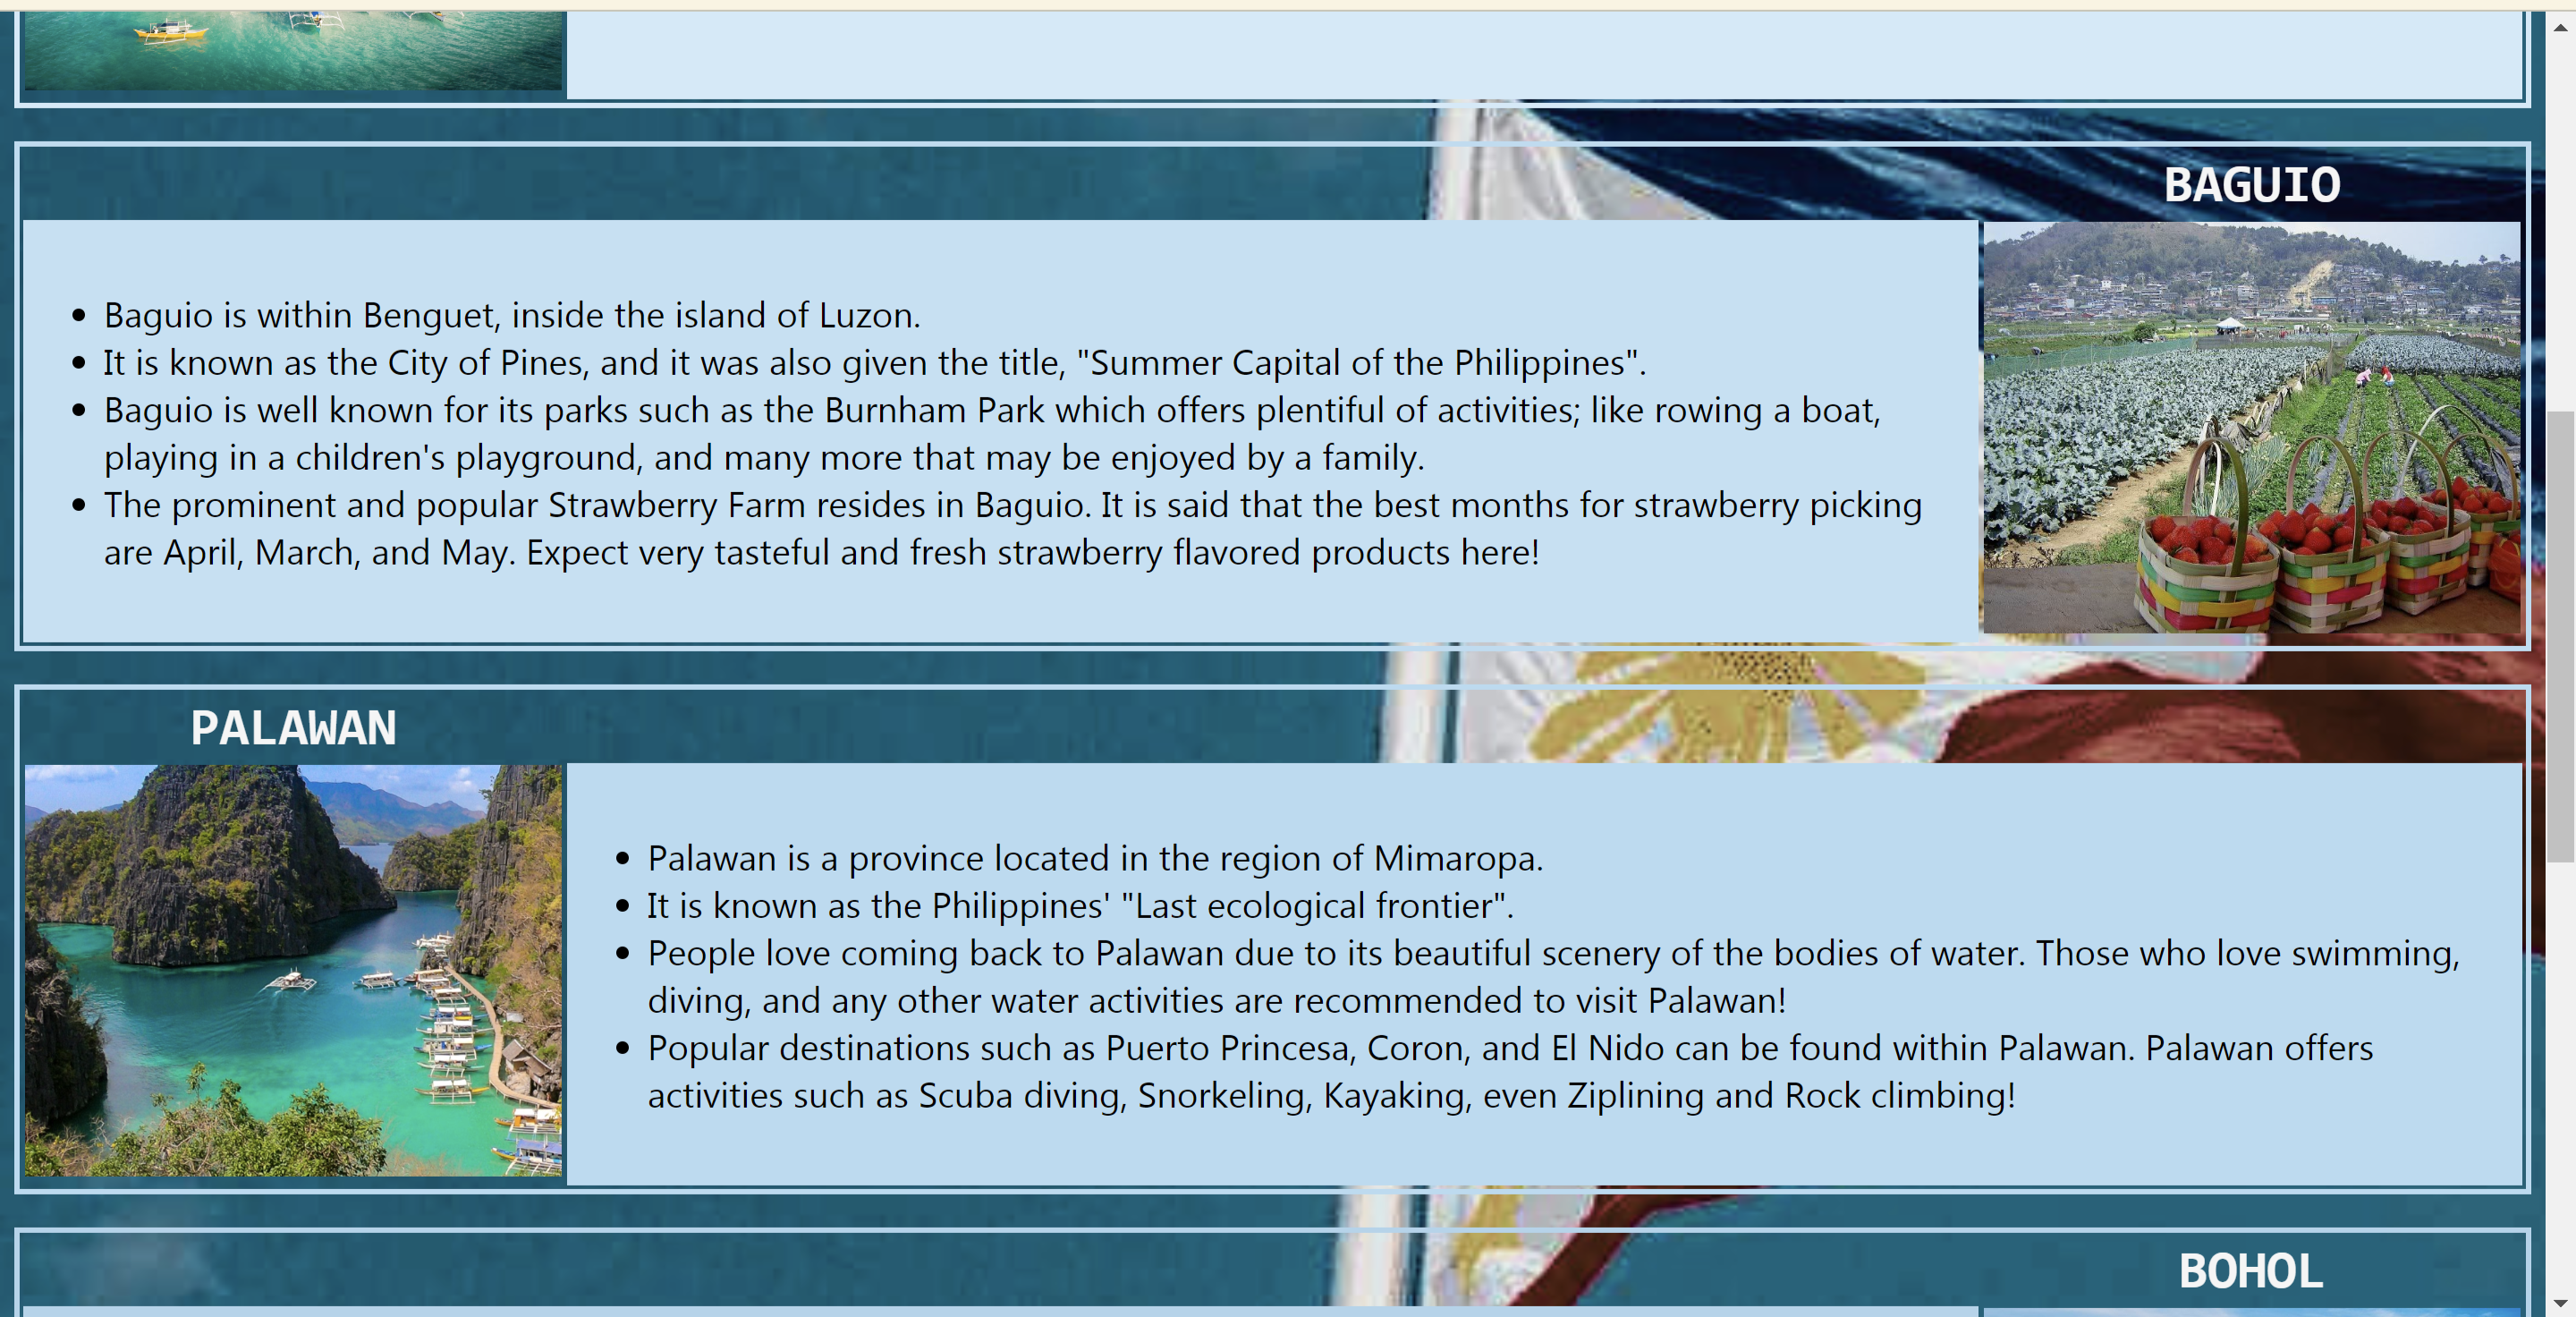 BAGUIO
Baguio is within Benguet, inside the island of Luzon.
It is known as the City of Pines, and it was also given the title, "Summer Capital of the Philippines".
Baguio is well known for its parks such as the Burnham Park which offers plentiful of activities; like rowing a boat,
playing in a children's playground, and many more that may be enjoyed by a family.
The prominent and popular Strawberry Farm resides in Baguio. It is said that the best months for strawberry picking
are April, March, and May. Expect very tasteful and fresh strawberry flavored products here!
PALAWAN
Palawan is a province located in the region of Mimaropa.
It is known as the Philippines' "Last ecological frontier".
People love coming back to Palawan due to its beautiful scenery of the bodies of water. Those who love swimming,
diving, and any other water activities are recommended to visit Palawan!
Popular destinations such as Puerto Princesa, Coron, and El Nido can be found within Palawan. Palawan offers
activities such as Scuba diving, Snorkeling, Kayaking, even Ziplining and Rock climbing!
BOHOL